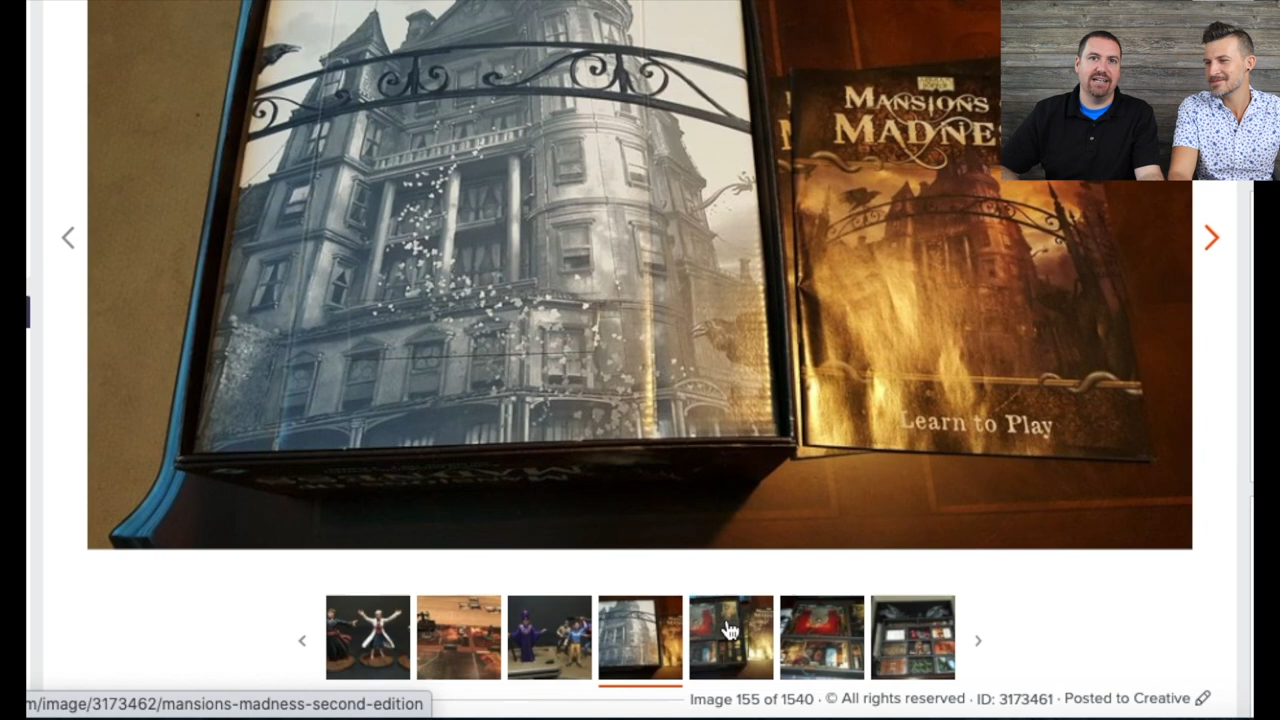 MANSIONS
MADNE
Learn to Play
m/image/3173462/mansions-madness-second-edition
Image 155 of 1540 · © All rights reserved · ID: 3173461 · Posted to Creative